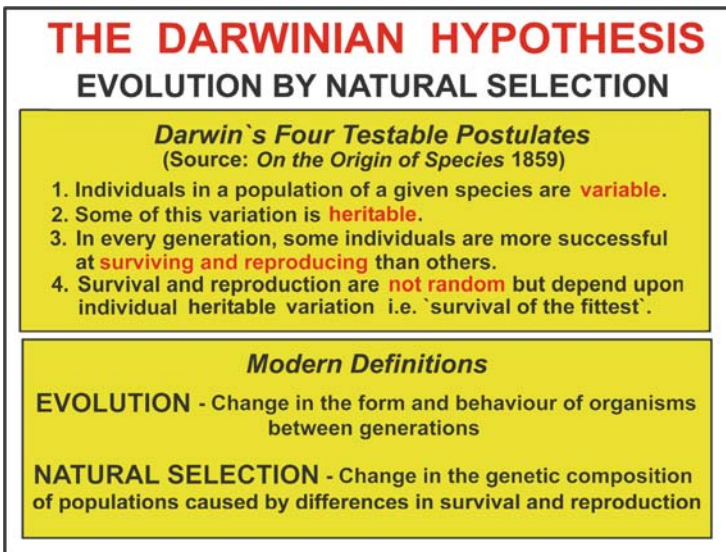 THE DARWINIAN HYPOTHESIS
EVOLUTION BY NATURAL SELECTION
Darwin`s Four Testable Postulates
(Source: On the Origin of Species 1859)
1. Individuals in a population of a given species are variable.
2. Some of this variation is heritable.
3. In every generation, some individuals are more successful
at surviving and reproducing than others.
4. Survival and reproduction are not random but depend upon
individual heritable variation i.e. `survival of the fittest`.
Modern Definitions
EVOLUTION - Change in the form and behaviour of organisms
between generations
NATURAL SELECTION - Change in the genetic composition
of populations caused by differences in survival and reproduction